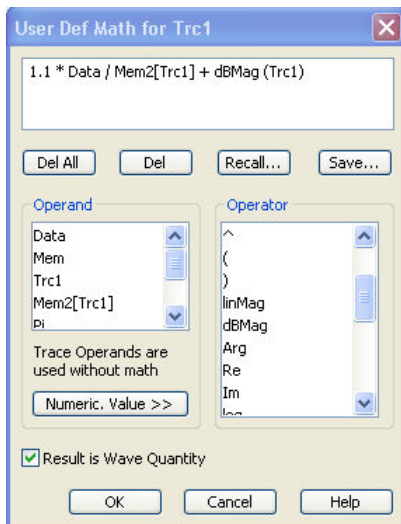 User Def Math for Trc1
1.1 * Data / Mem2[Trc1] + dBMag (Trc1)
Del All Del Recall... Save...
Operand
Data
Mem
Trc1
Mem2[Trc1]
Pi
Trace Operands are
used without math
Numeric. Value >>
Operator
^
(
)
linMag
dBMag
Arg
Re
Im
log
Result is Wave Quantity
OK Cancel Help